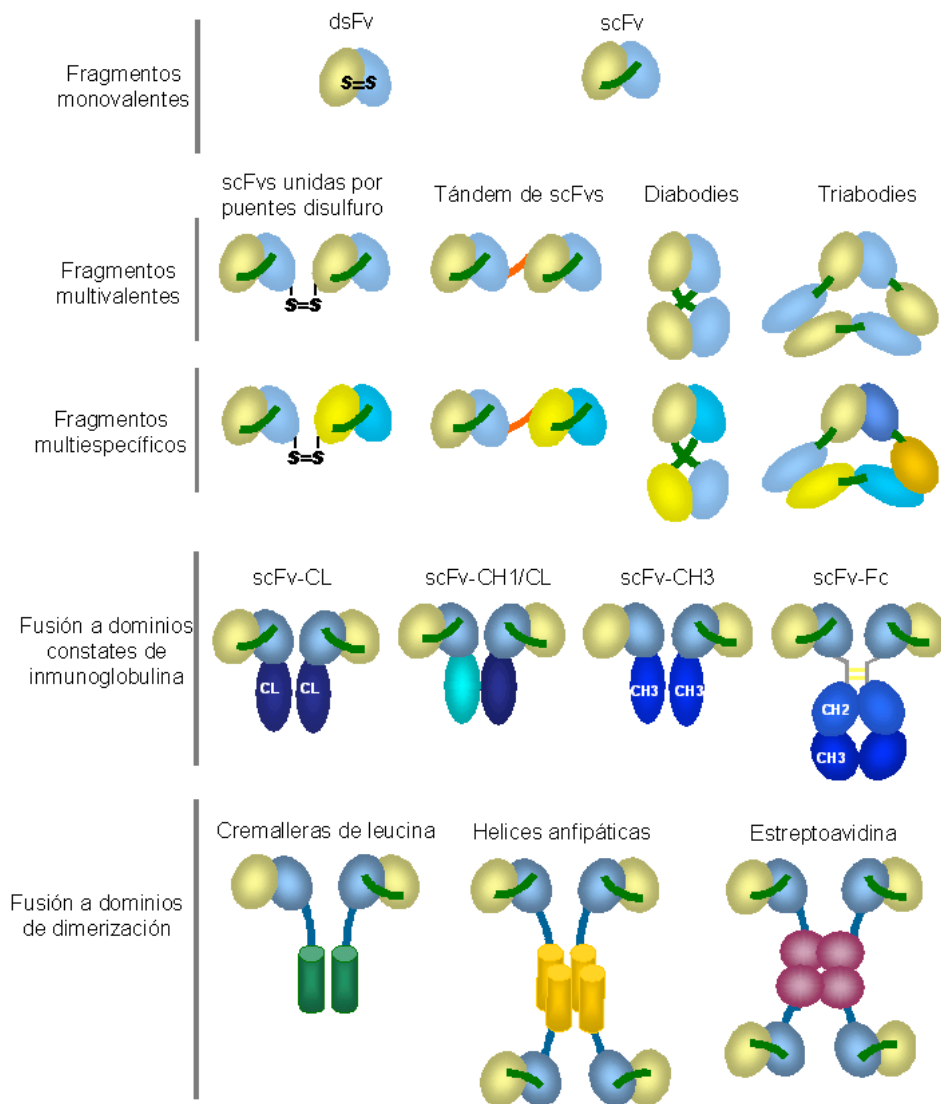 dsFv
scFv
Fragmentos
monovalentes
S=S
scFvs unidas por
puentes disulfuro
Tándem de scFvs
Diabodies
Triabodies
Fragmentos
multivalentes
S=S
Fragmentos
multiespecíficos
S=S
scFv-CL
scFv-CH1/CL
scFv-CH3
scFv-Fc
Fusión a dominios
constates de
inmunoglobulina
CL
CL
CH3
CH3
CH2
CH3
Cremalleras de leucina
Helices anfipáticas
Estreptoavidina
Fusión a dominios
de dimerización